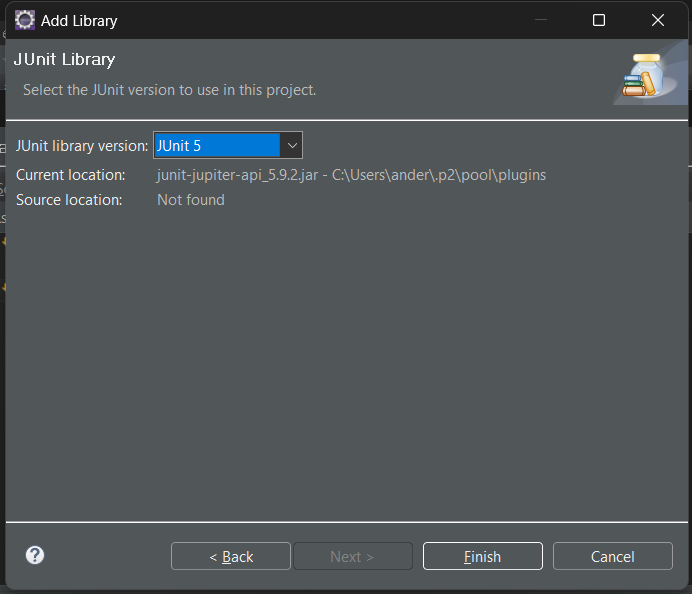 Add Library
JUnit Library
Select the JUnit version to use in this project.
JUnit library version: JUnit 5
Current location: junit-jupiter-api_5.9.2.jar - C:\Users\ander\.p2\pool\plugins
Source location: Not found
? < Back Next > Finish Cancel